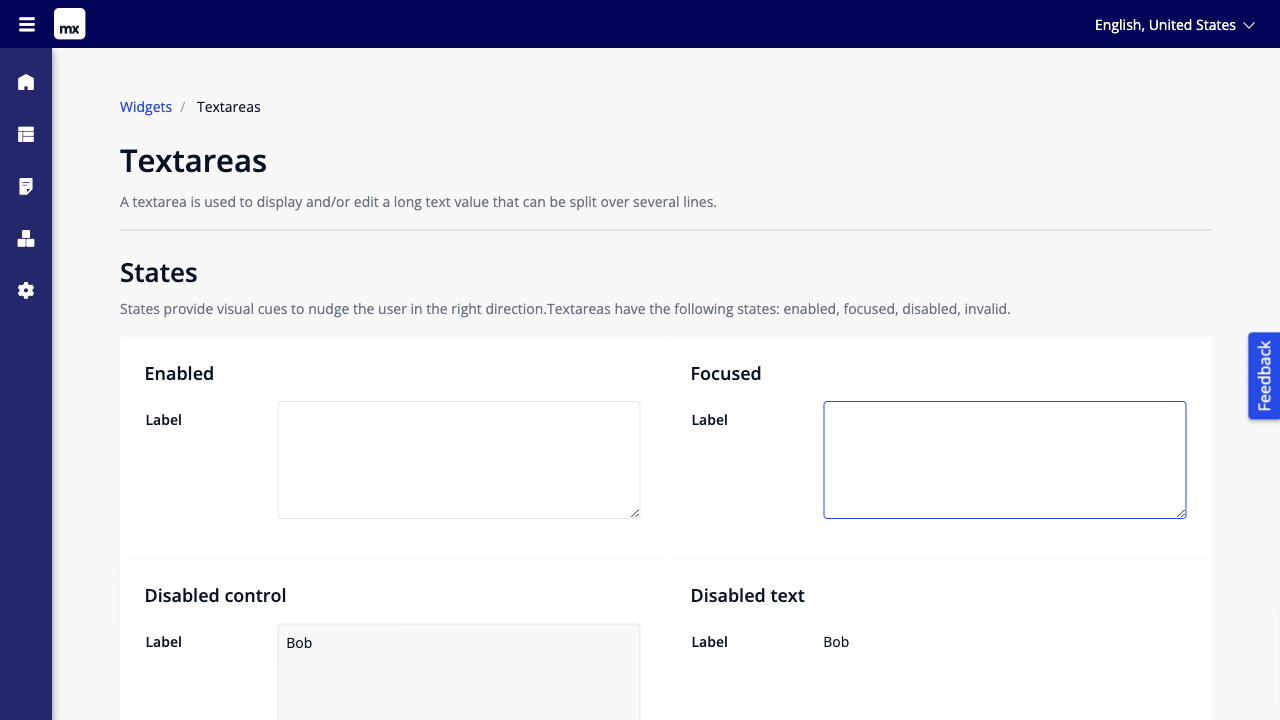 mx
English, United States
Widgets / Textareas
Textareas
A textarea is used to display and/or edit a long text value that can be split over several lines.
States
States provide visual cues to nudge the user in the right direction.Textareas have the following states: enabled, focused, disabled, invalid.
Feedback
Enabled
Label
Focused
Label
Disabled control
Label
Bob
Disabled text
Label
Bob